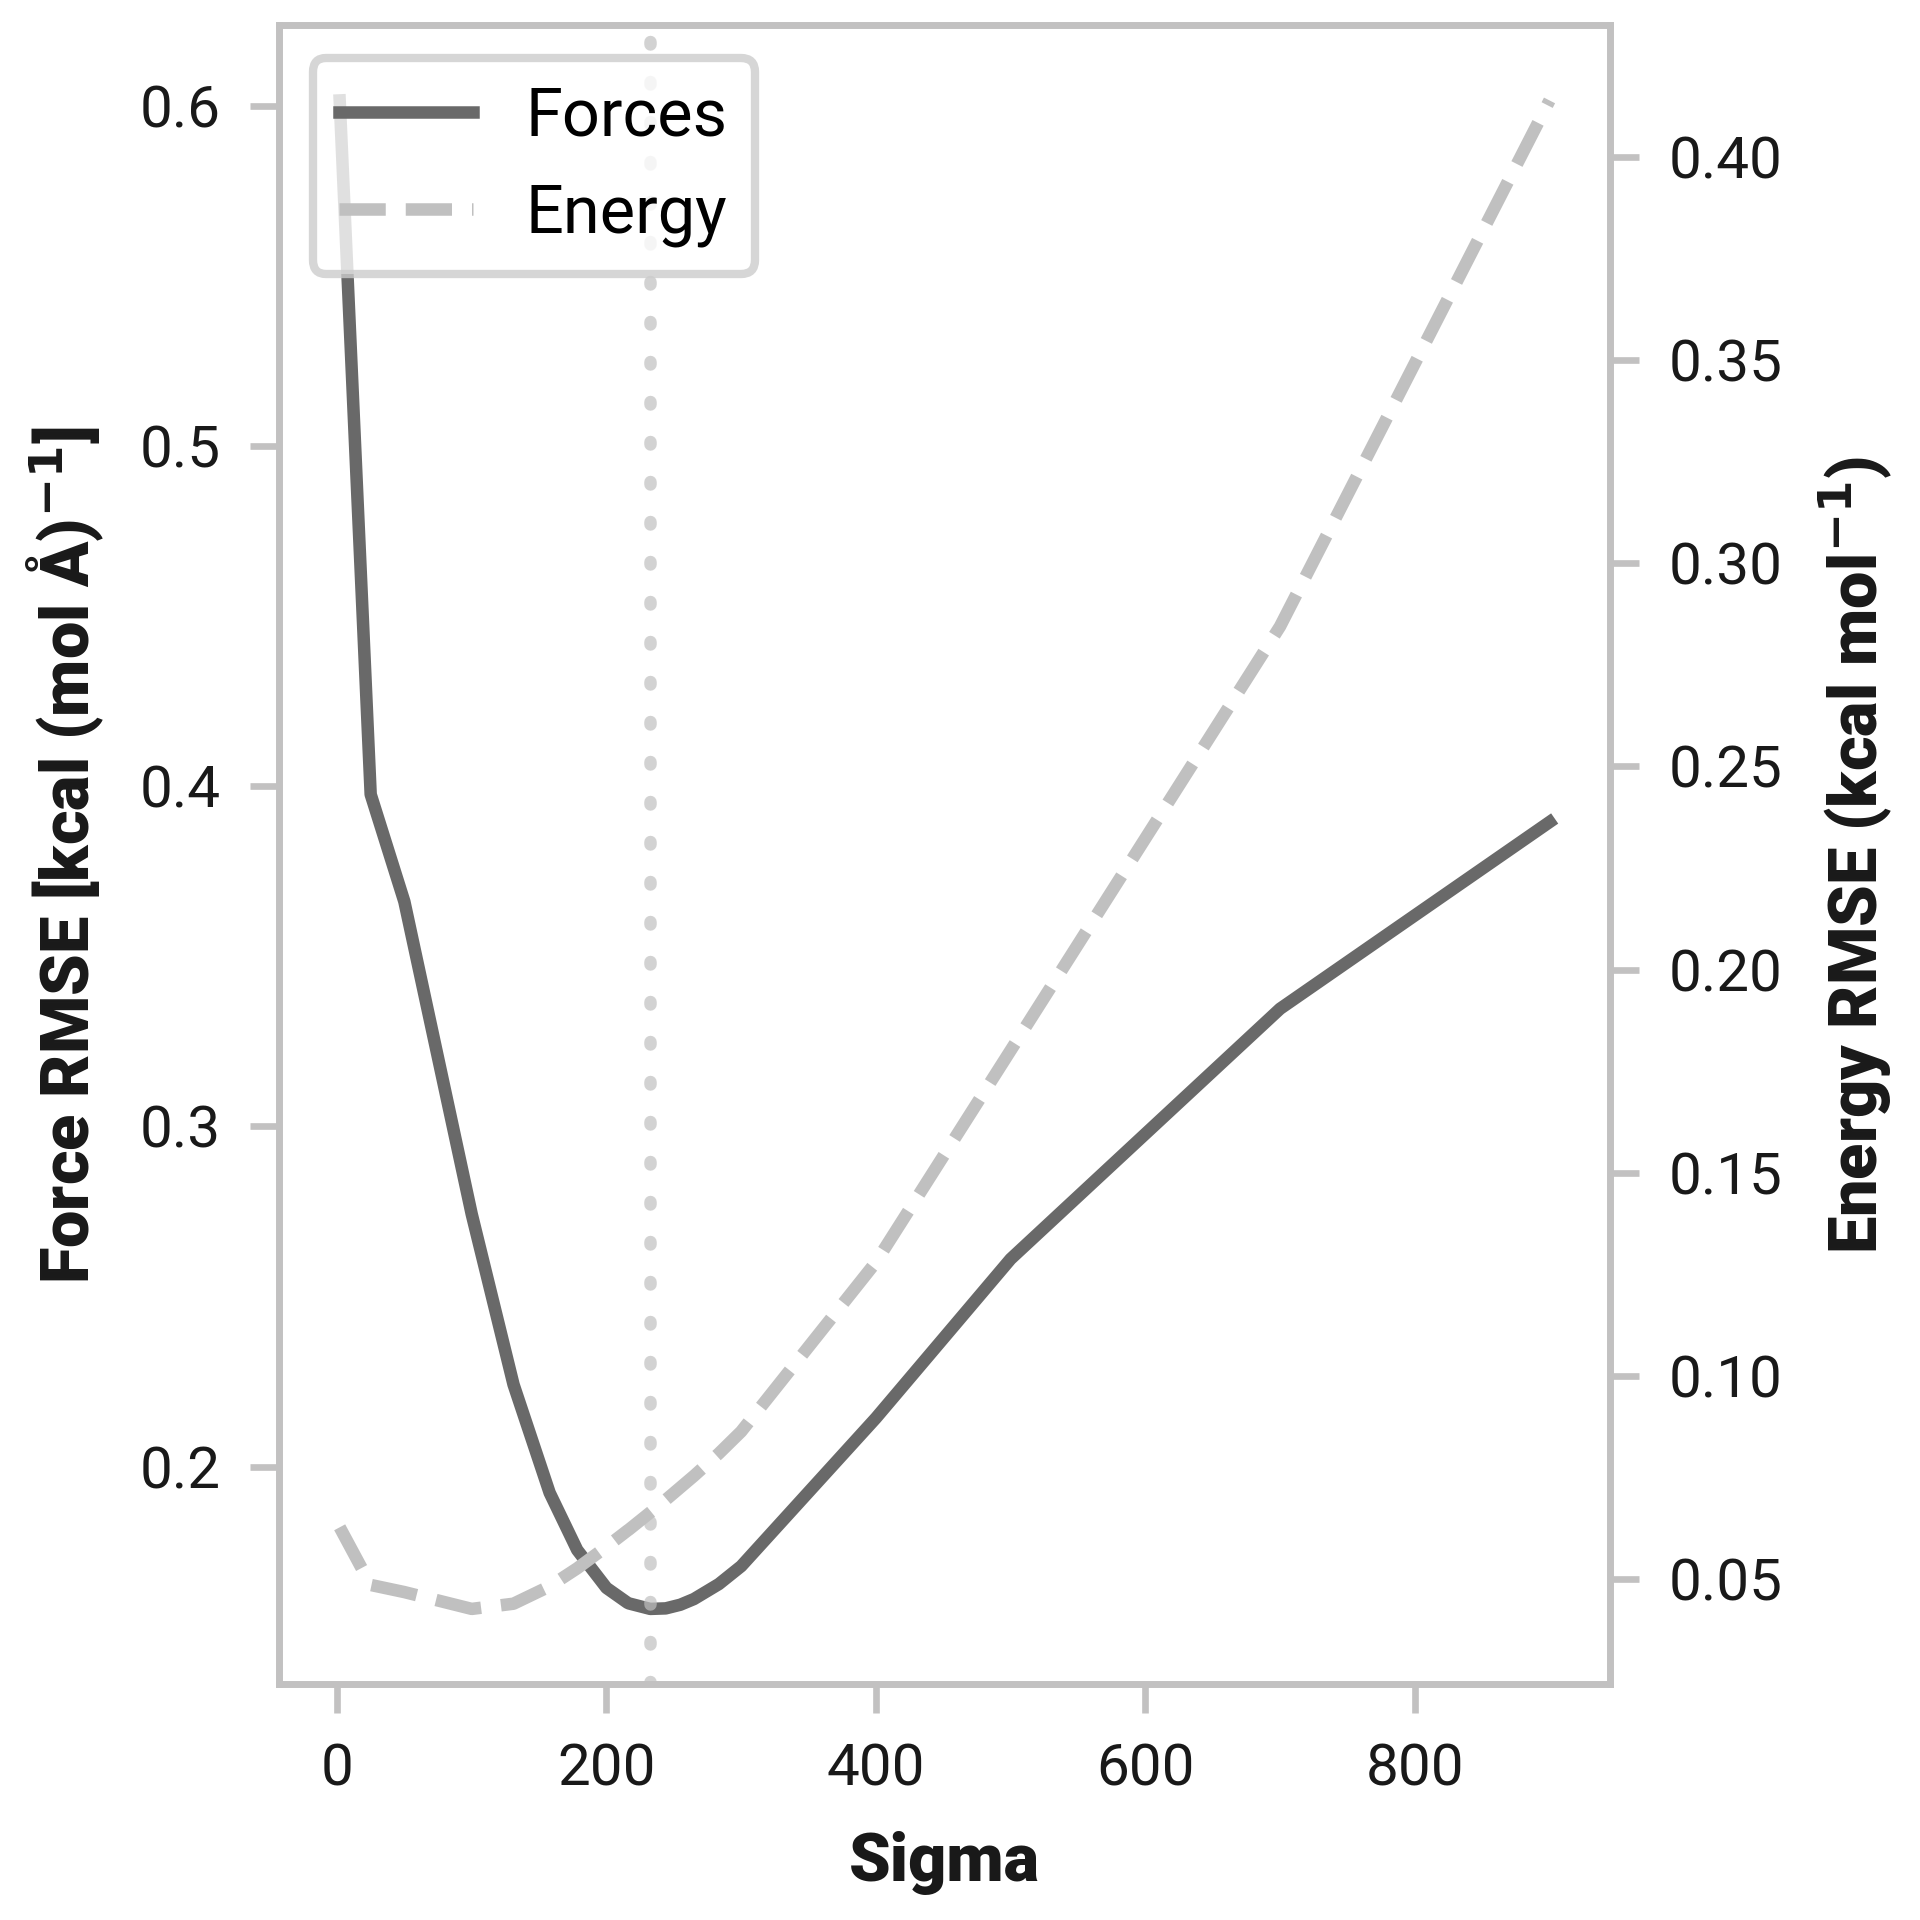 Forces
Energy
0.6
0.5
0.4
0.3
0.2
Force RMSE [kcal (mol Å)⁻¹]
0.40
0.35
0.30
0.25
0.20
0.15
0.10
0.05
Energy RMSE (kcal mol⁻¹)
0 200 400 600 800
Sigma